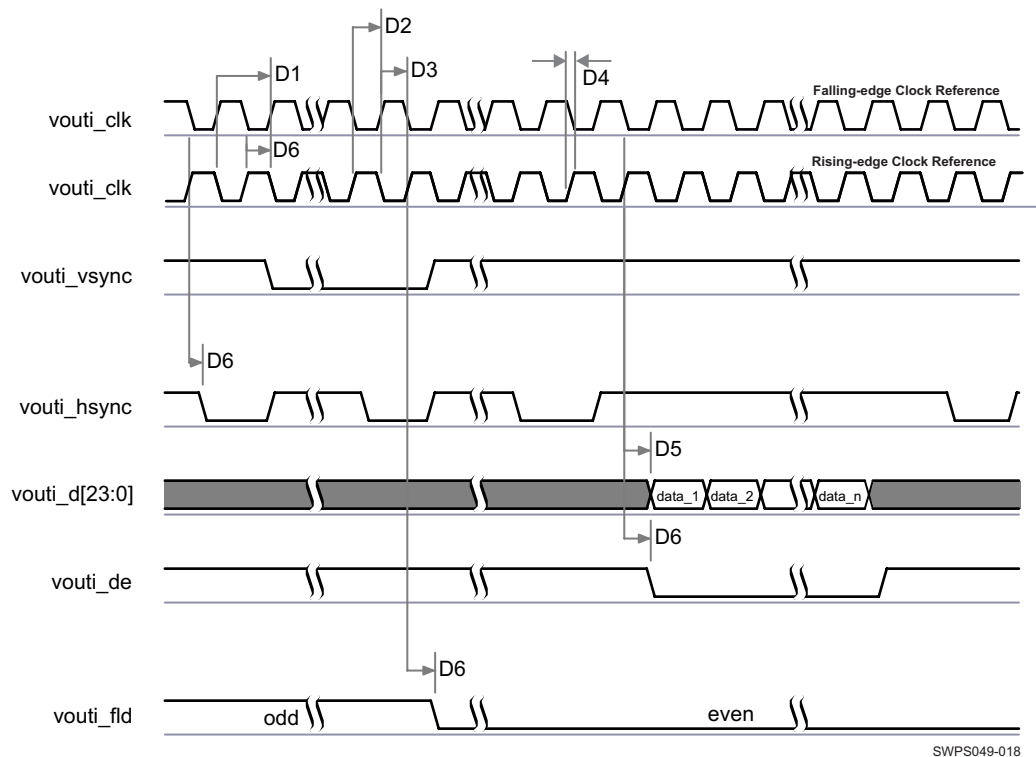 D2
D1
D3
D4
Falling-edge Clock Reference
vouti_clk
D6
Rising-edge Clock Reference
vouti_clk
vouti_vsync
D6
vouti_hsync
D5
vouti_d[23:0]
data_1 data_2 data_n
D6
vouti_de
D6
vouti_fld
odd even
SWPS049-018